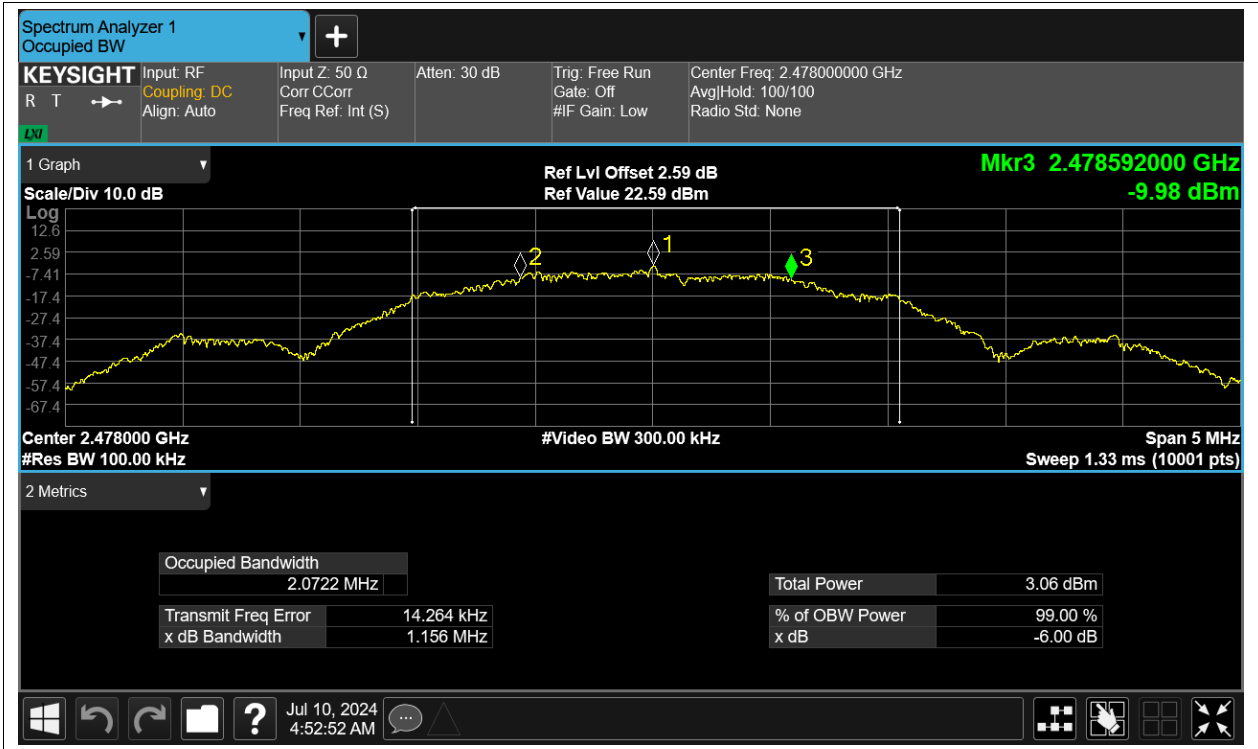 Spectrum Analyzer 1
Occupied BW
KEYSIGHT
R T
LXI
Input: RF
Coupling: DC
Align: Auto
Input Z: 50 Ω
Corr CCorr
Freq Ref: Int (S)
Atten: 30 dB
Trig: Free Run
Gate: Off
#IF Gain: Low
Center Freq: 2.478000000 GHz
Avg|Hold: 100/100
Radio Std: None
1 Graph
Scale/Div 10.0 dB
Ref Lvl Offset 2.59 dB
Ref Value 22.59 dBm
Mkr3 2.478592000 GHz
-9.98 dBm
Log
12.6
2.59
-7.41
-17.4
-27.4
-37.4
-47.4
-57.4
-67.4
2
1
3
Center 2.478000 GHz
#Video BW 300.00 kHz
Span 5 MHz
#Res BW 100.00 kHz
Sweep 1.33 ms (10001 pts)
2 Metrics
Occupied Bandwidth
2.0722 MHz
Total Power 3.06 dBm
Transmit Freq Error 14.264 kHz
% of OBW Power 99.00 %
x dB Bandwidth 1.156 MHz
x dB -6.00 dB
?
Jul 10, 2024
4:52:52 AM